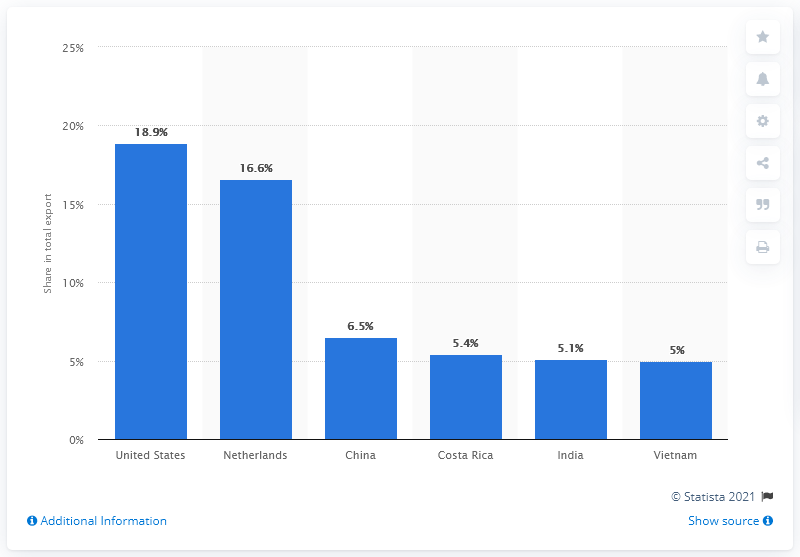 25%
20%
15%
10%
5%
0%
Share in total export
18.9%
16.6%
6.5%
5.4%
5.1%
5%
United States
Netherlands
China
Costa Rica
India
Vietnam
© Statista 2021
Additional Information
Show source